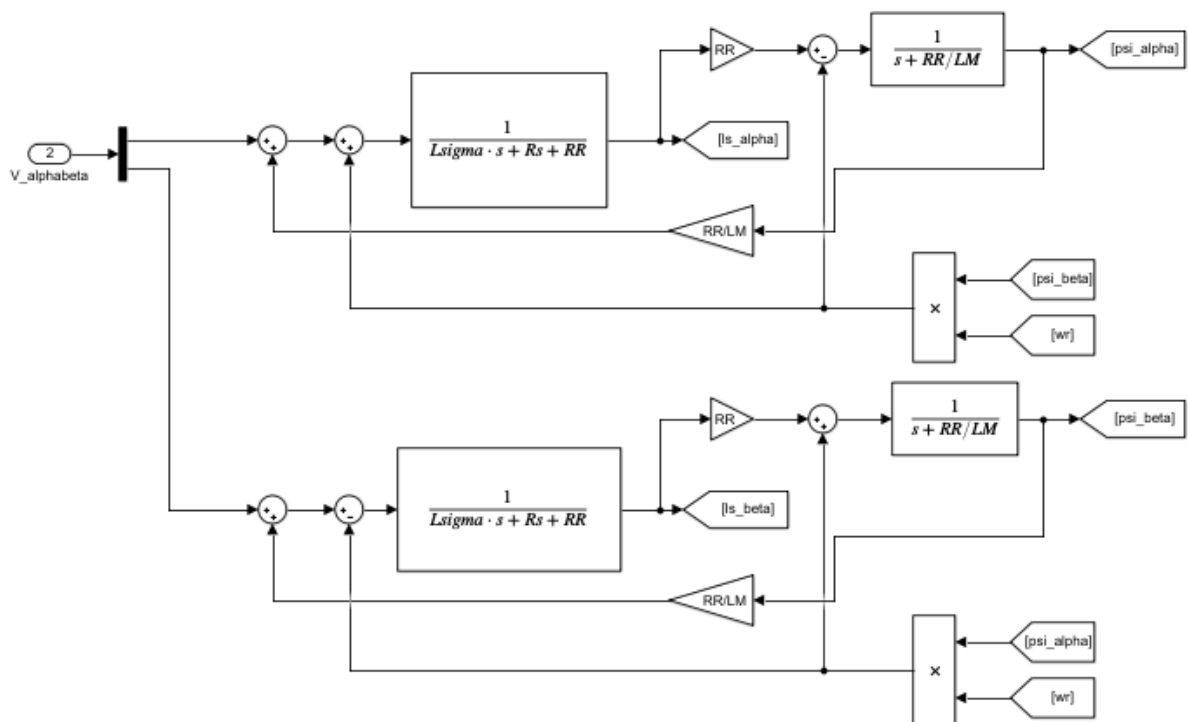 RR
1
s + RR/LM
[psi_alpha]
1
Lsigma · s + Rs + RR
[Is_alpha]
2
V_alphabeta
RR/LM
[psi_beta]
×
[wr]
RR
1
s + RR/LM
[psi_beta]
1
Lsigma · s + Rs + RR
[Is_beta]
RR/LM
[psi_alpha]
×
[wr]